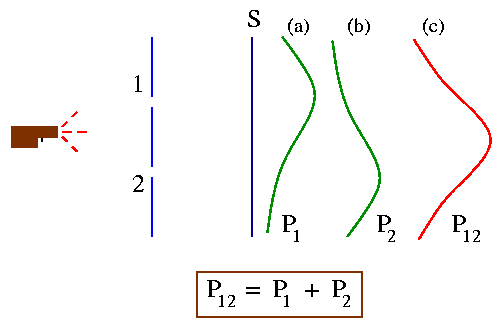 S (a) (b) (c)
1
2
P₁ P₂ P₁₂
P₁₂ = P₁ + P₂